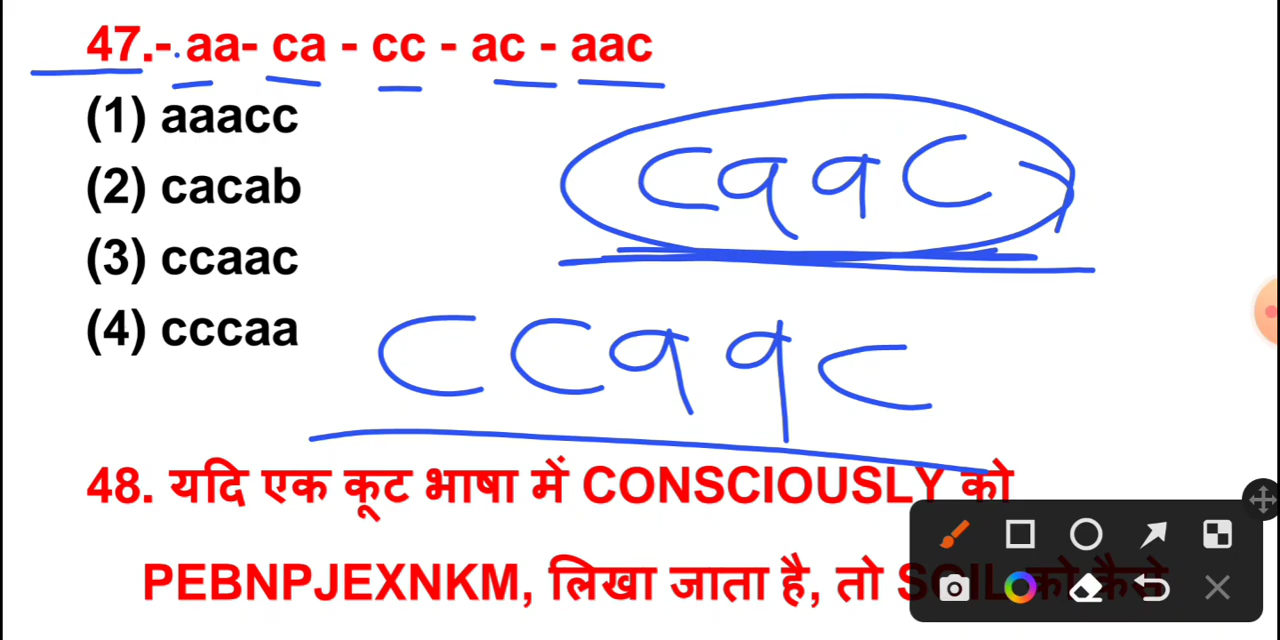 47.- aa- ca - cc - ac - aac
(1) aaacc
(2) cacab
caac,
(3) ccaac
(4) cccaa
ccaac
48. यदि एक कूट भाषा में CONSCIOUSLY को
PEBNPJEXNKM, लिखा जाता है, तो SOIL को कैसे